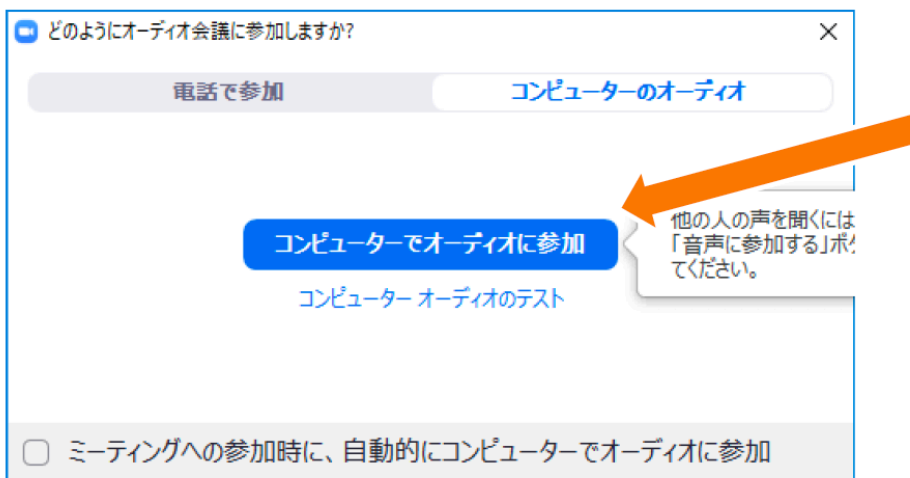 どのようにオーディオ会議に参加しますか?
電話で参加
コンピューターのオーディオ
コンピューターでオーディオに参加
他の人の声を聞くには
「音声に参加する」ボ
てください。
コンピューター オーディオのテスト
ミーティングへの参加時に、自動的にコンピューターでオーディオに参加